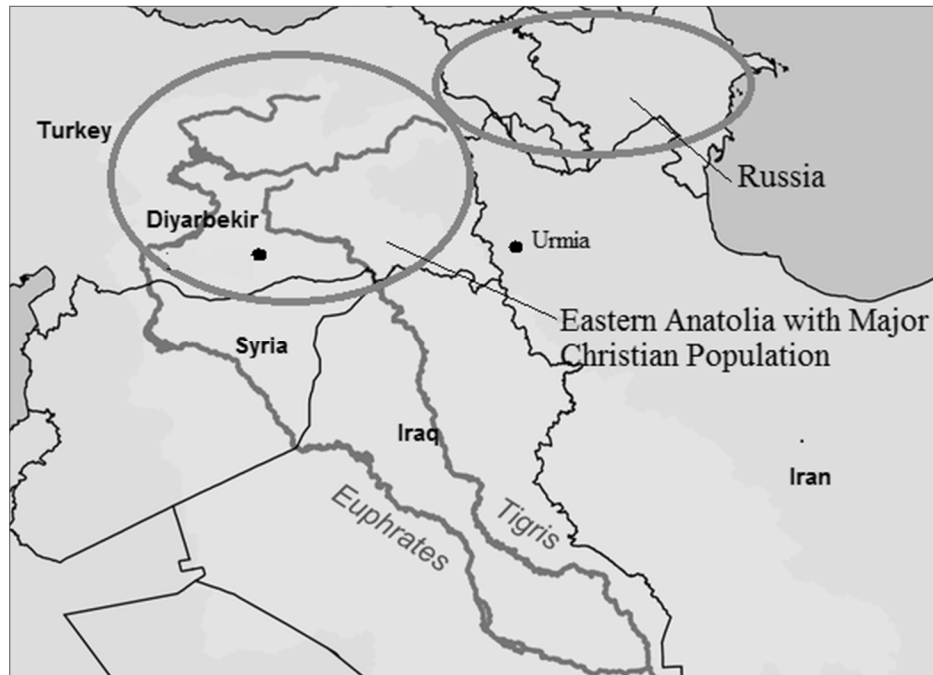 Turkey
Russia
Diyarbekir
Urmia
Eastern Anatolia with Major
Christian Population
Syria
Iraq
Iran
Euphrates
Tigris